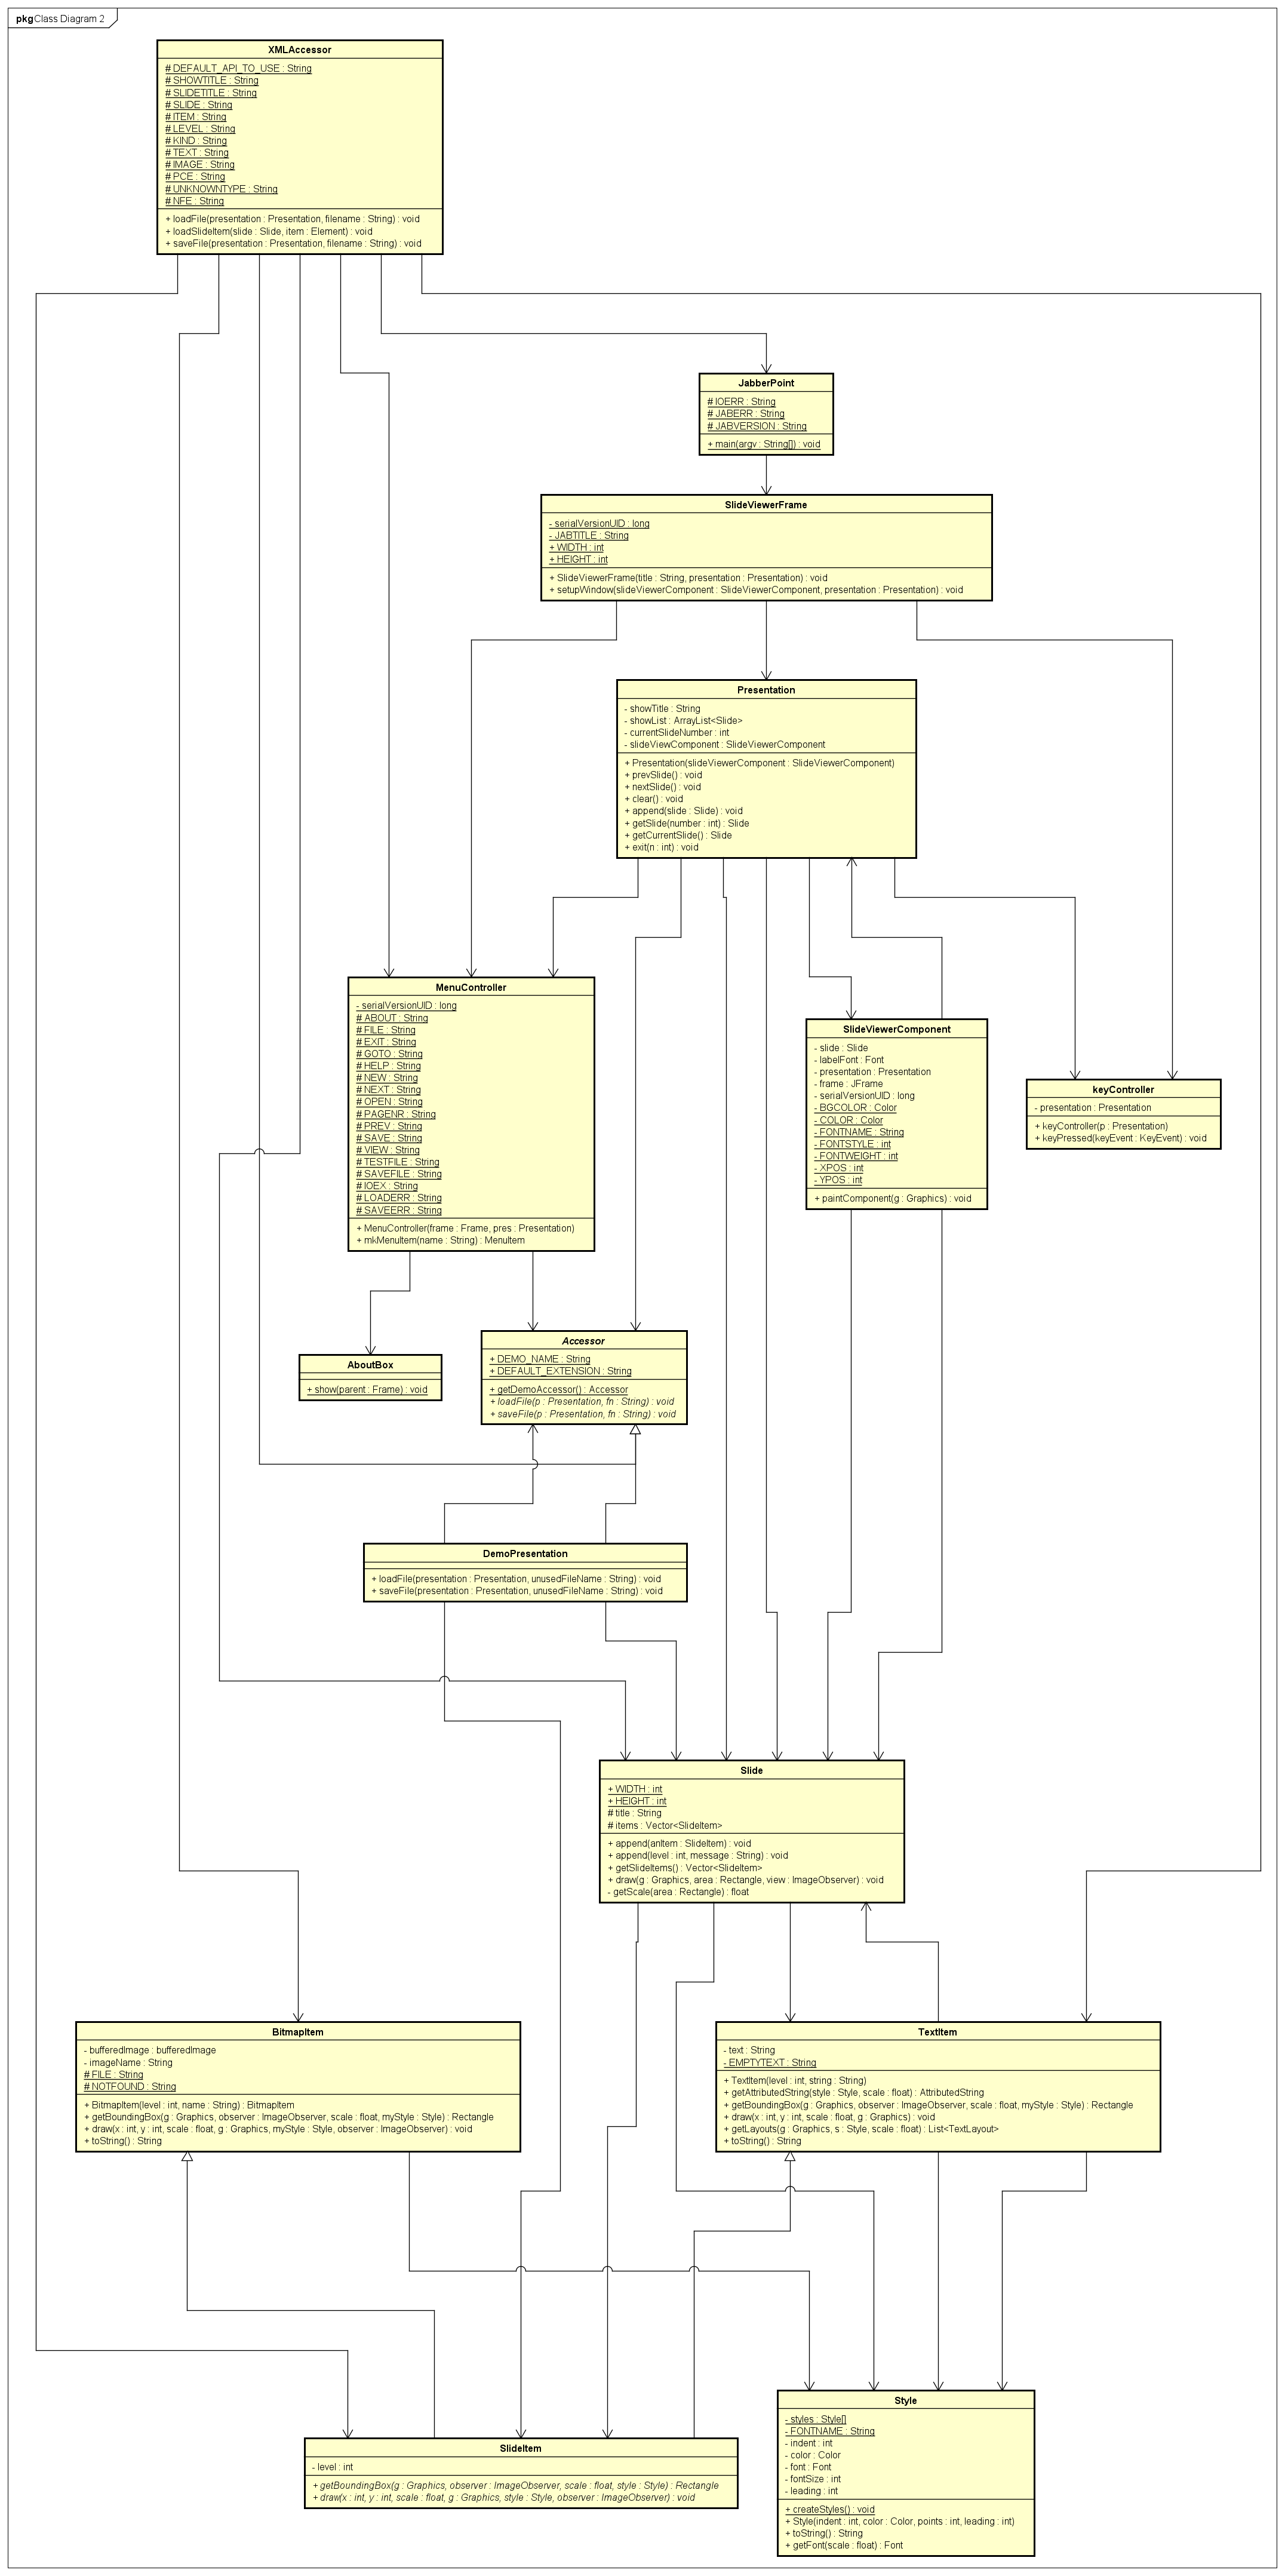 pkg Class Diagram 2
XMLAccessor
# DEFAULT_API_TO_USE : String
# SHOWTITLE : String
# SLIDETITLE : String
# SLIDE : String
# ITEM : String
# LEVEL : String
# KIND : String
# TEXT : String
# IMAGE : String
# PCE : String
# UNKNOWNTYPE : String
# NFE : String
+ loadFile(presentation : Presentation, filename : String) : void
+ loadSlideItem(slide : Slide, item : Element) : void
+ saveFile(presentation : Presentation, filename : String) : void
JabberPoint
# IOERR : String
# JABERR : String
# JABVERSION : String
+ main(argv : String[]) : void
SlideViewerFrame
- serialVersionUID : long
- JABTITLE : String
+ WIDTH : int
+ HEIGHT : int
+ SlideViewerFrame(title : String, presentation : Presentation) : void
+ setupWindow(slideViewerComponent : SlideViewerComponent, presentation : Presentation) : void
Presentation
- showTitle : String
- showList : ArrayList<Slide>
- currentSlideNumber : int
- slideViewComponent : SlideViewerComponent
+ Presentation(slideViewerComponent : SlideViewerComponent)
+ prevSlide() : void
+ nextSlide() : void
+ clear() : void
+ append(slide : Slide) : void
+ getSlide(number : int) : Slide
+ getCurrentSlide() : Slide
+ exit(n : int) : void
MenuController
- serialVersionUID : long
# ABOUT : String
# FILE : String
# EXIT : String
# GOTO : String
# HELP : String
# NEW : String
# NEXT : String
# OPEN : String
# PAGENR : String
# PREV : String
# SAVE : String
# VIEW : String
# TESTFILE : String
# SAVEFILE : String
# IOEX : String
# LOADERR : String
# SAVEERR : String
+ MenuController(frame : Frame, pres : Presentation)
+ mkMenuItem(name : String) : MenuItem
SlideViewerComponent
- slide : Slide
- labelFont : Font
- presentation : Presentation
- frame : JFrame
- serialVersionUID : long
- BGCOLOR : Color
- COLOR : Color
- FONTNAME : String
- FONTSTYLE : int
- FONTWEIGHT : int
- XPOS : int
- YPOS : int
+ paintComponent(g : Graphics) : void
keyController
- presentation : Presentation
+ keyController(p : Presentation)
+ keyPressed(keyEvent : KeyEvent) : void
AboutBox
+ show(parent : Frame) : void
Accessor
+ DEMO_NAME : String
+ DEFAULT_EXTENSION : String
+ getDemoAccessor() : Accessor
+ loadFile(p : Presentation, fn : String) : void
+ saveFile(p : Presentation, fn : String) : void
DemoPresentation
+ loadFile(presentation : Presentation, unusedFileName : String) : void
+ saveFile(presentation : Presentation, unusedFileName : String) : void
Slide
+ WIDTH : int
+ HEIGHT : int
# title : String
# items : Vector<SlideItem>
+ append(anItem : SlideItem) : void
+ append(level : int, message : String) : void
+ getSlideItems() : Vector<SlideItem>
+ draw(g : Graphics, area : Rectangle, view : ImageObserver) : void
- getScale(area : Rectangle) : float
BitmapItem
- bufferedImage : bufferedImage
- imageName : String
# FILE : String
# NOTFOUND : String
+ BitmapItem(level : int, name : String) : BitmapItem
+ getBoundingBox(g : Graphics, observer : ImageObserver, scale : float, myStyle : Style) : Rectangle
+ draw(x : int, y : int, scale : float, g : Graphics, myStyle : Style, observer : ImageObserver) : void
+ toString() : String
TextItem
- text : String
- EMPTYTEXT : String
+ TextItem(level : int, string : String)
+ getAttributedString(style : Style, scale : float) : AttributedString
+ getBoundingBox(g : Graphics, observer : ImageObserver, scale : float, myStyle : Style) : Rectangle
+ draw(x : int, y : int, scale : float, g : Graphics) : void
+ getLayouts(g : Graphics, s : Style, scale : float) : List<TextLayout>
+ toString() : String
SlideItem
- level : int
+ getBoundingBox(g : Graphics, observer : ImageObserver, scale : float, style : Style) : Rectangle
+ draw(x : int, y : int, scale : float, g : Graphics, style : Style, observer : ImageObserver) : void
Style
- styles : Style[]
- FONTNAME : String
- indent : int
- color : Color
- font : Font
- fontSize : int
- leading : int
+ createStyles() : void
+ Style(indent : int, color : Color, points : int, leading : int)
+ toString() : String
+ getFont(scale : float) : Font